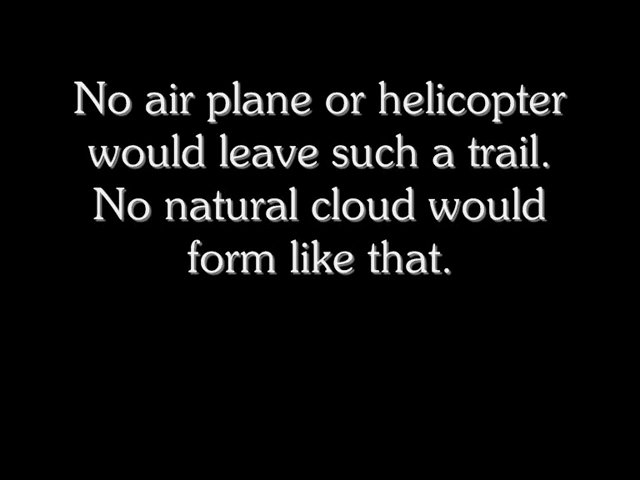 No air plane or helicopter
would leave such a trail.
No natural cloud would
form like that.